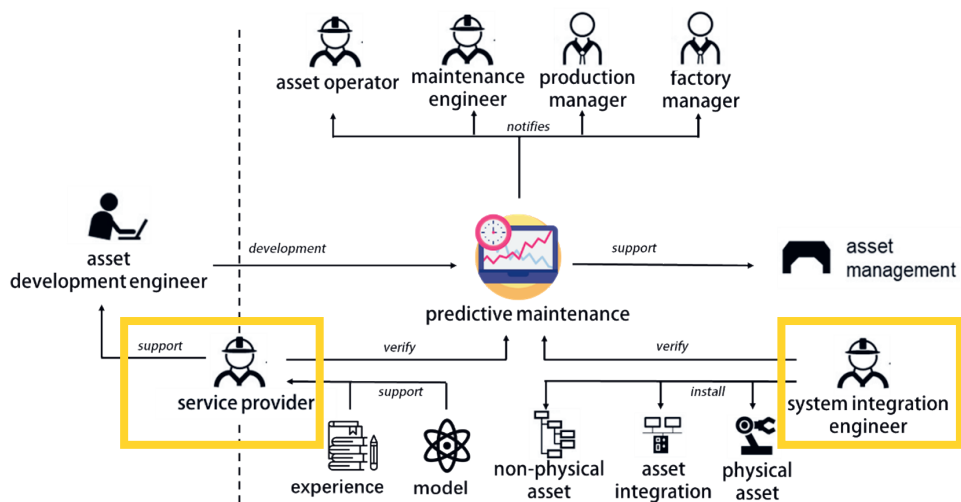 asset operator
maintenance
engineer
production
manager
factory
manager
notifies
asset
development engineer
development
predictive maintenance
support
asset
management
support
service provider
verify
support
experience
model
verify
install
system integration
engineer
non-physical
asset
asset
integration
physical
asset